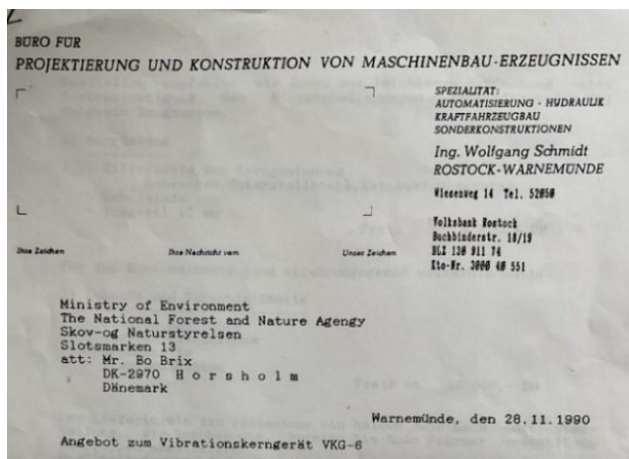 BÜRO FÜR
PROJEKTIERUNG UND KONSTRUKTION VON MASCHINENBAU-ERZEUGNISSEN
SPEZIALITÄT:
AUTOMATISIERUNG - HYDRAULIK
KRAFTFAHRZEUGBAU
SONDERKONSTRUKTIONEN
Ing. Wolfgang Schmidt
ROSTOCK-WARNEMÜNDE
Wiesenweg 14 Tel. 52050
Volksbank Rostock
Buchbinderstr. 18/19
BLZ 130 911 74
Kto-Nr. 3000 40 551
Ihre Zeichen Ihre Nachricht vom Unser Zeichen
Ministry of Environment
The National Forest and Nature Agengy
Skov-og Naturstyrelsen
Slotsmarken 13
att: Mr. Bo Brix
DK-2970 H o r s h o l m
Dänemark
Warnemünde, den 28.11.1990
Angebot zum Vibrationskerngerät VKG-6